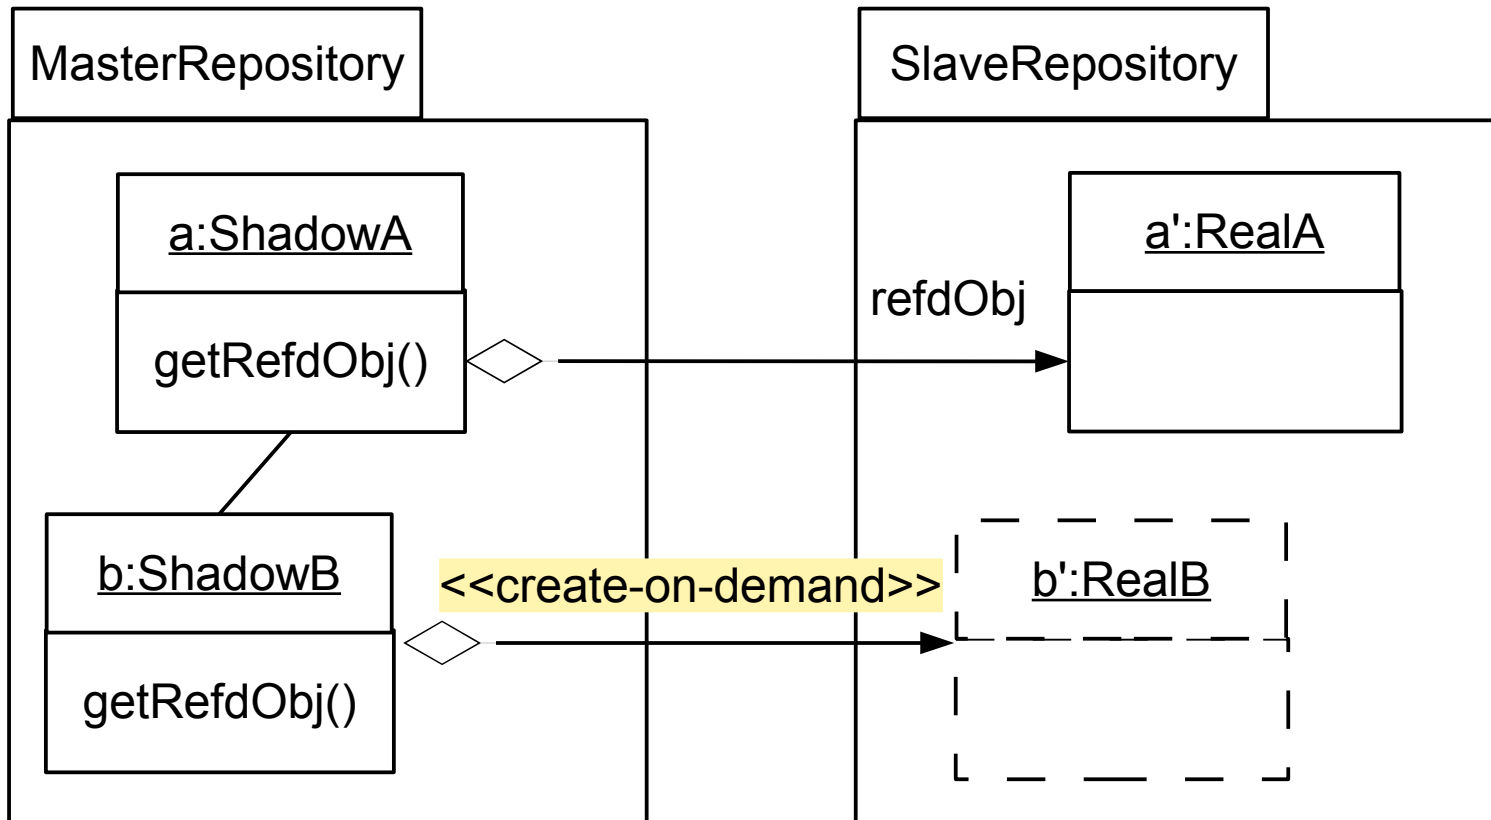 MasterRepository
SlaveRepository
a:ShadowA
getRefdObj()
refdObj
a':RealA
b:ShadowB
getRefdObj()
<<create-on-demand>>
b':RealB